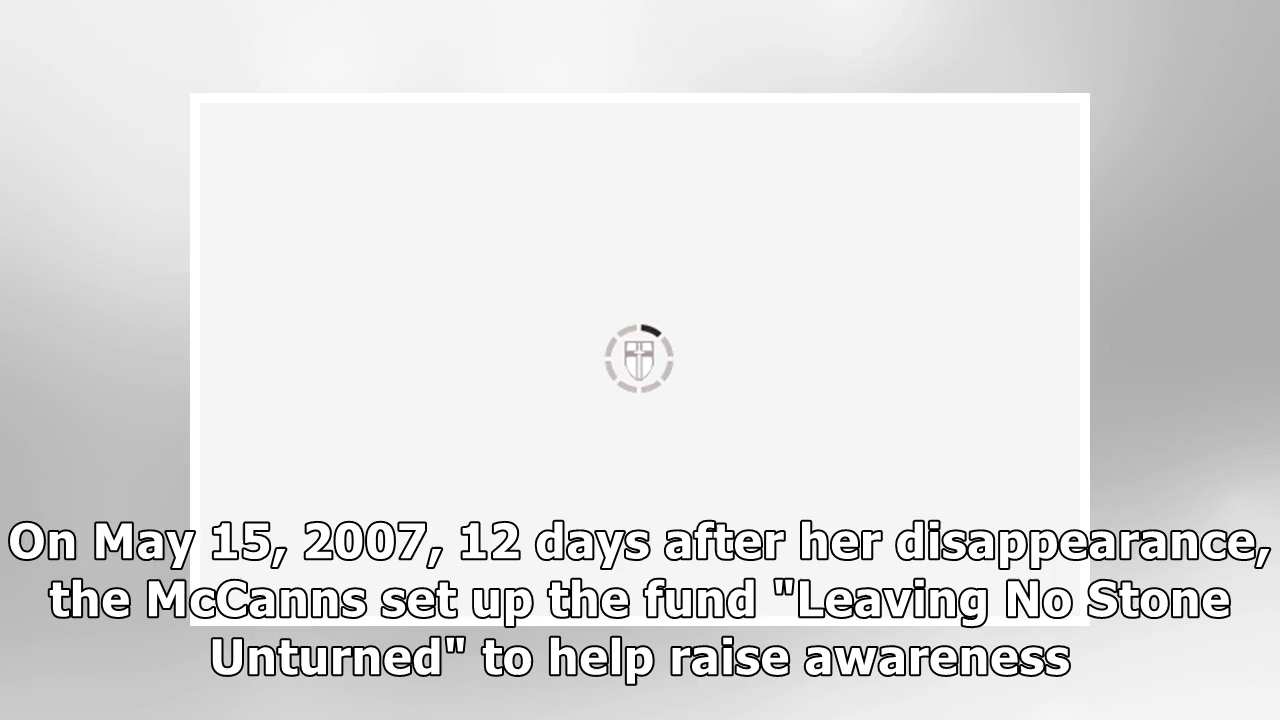 On May 15, 2007, 12 days after her disappearance,
the McCanns set up the fund "Leaving No Stone
Unturned" to help raise awareness